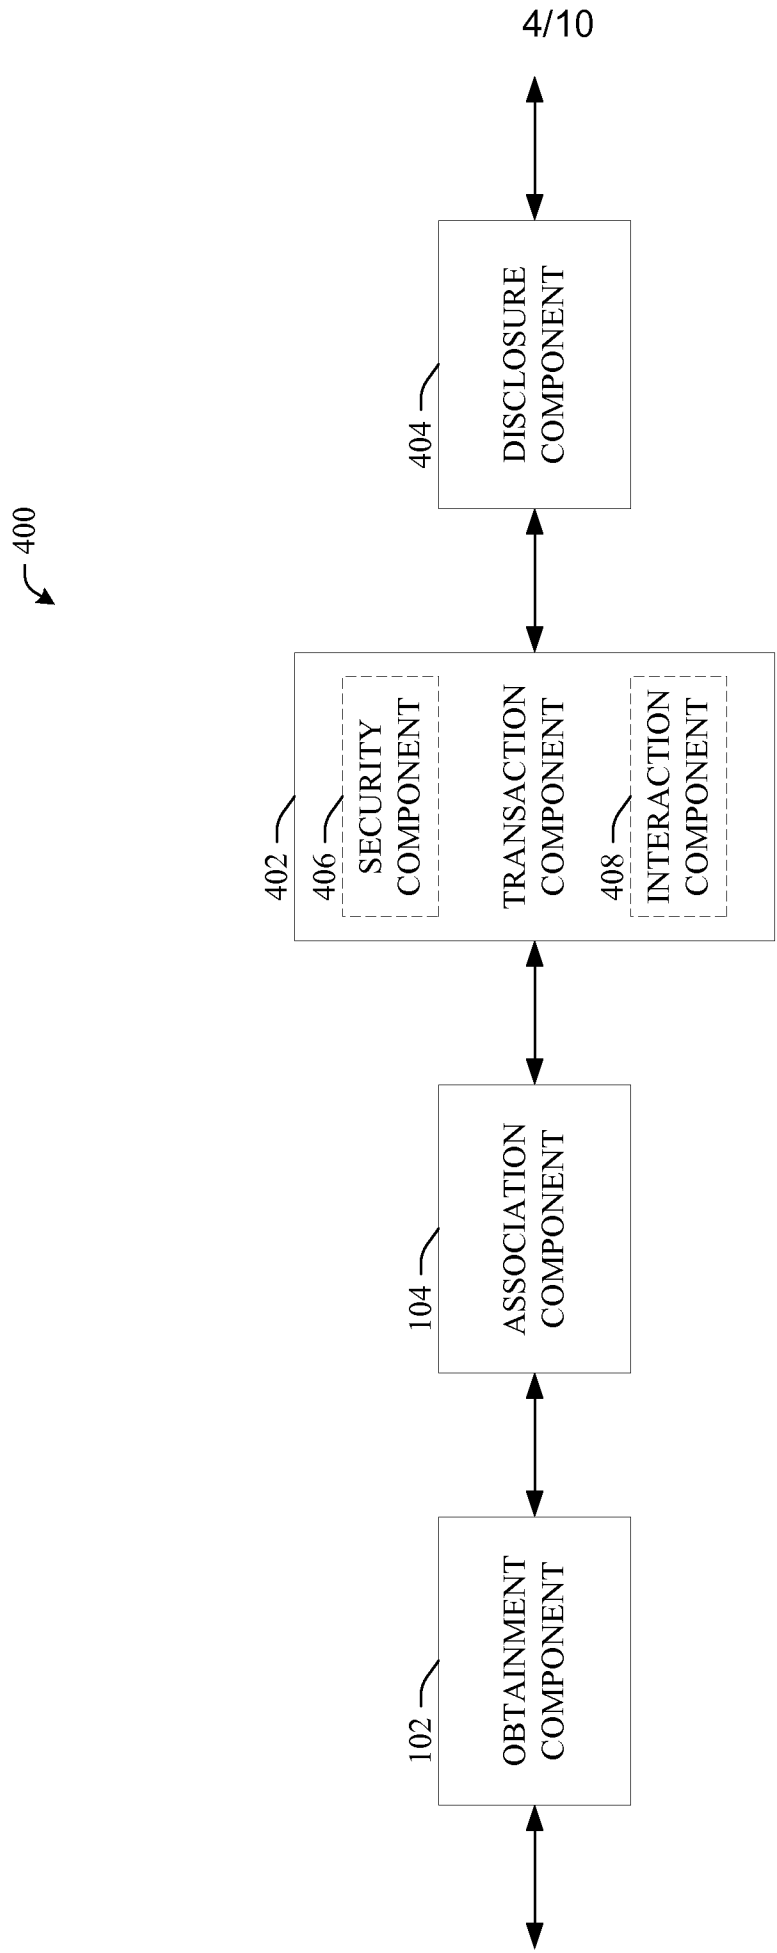 4/10
400
102
OBTAINMENT
COMPONENT
104
ASSOCIATION
COMPONENT
402
406
SECURITY
COMPONENT
TRANSACTION
COMPONENT
408
INTERACTION
COMPONENT
404
DISCLOSURE
COMPONENT